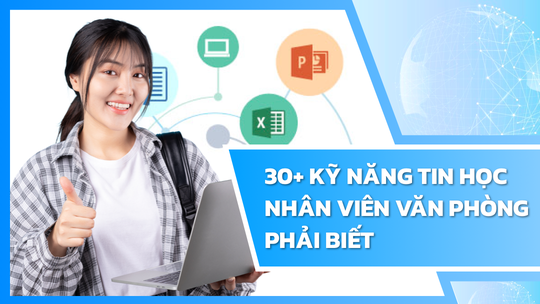 P
X
30+ KỸ NĂNG TIN HỌC
NHÂN VIÊN VĂN PHÒNG
PHẢI BIẾT